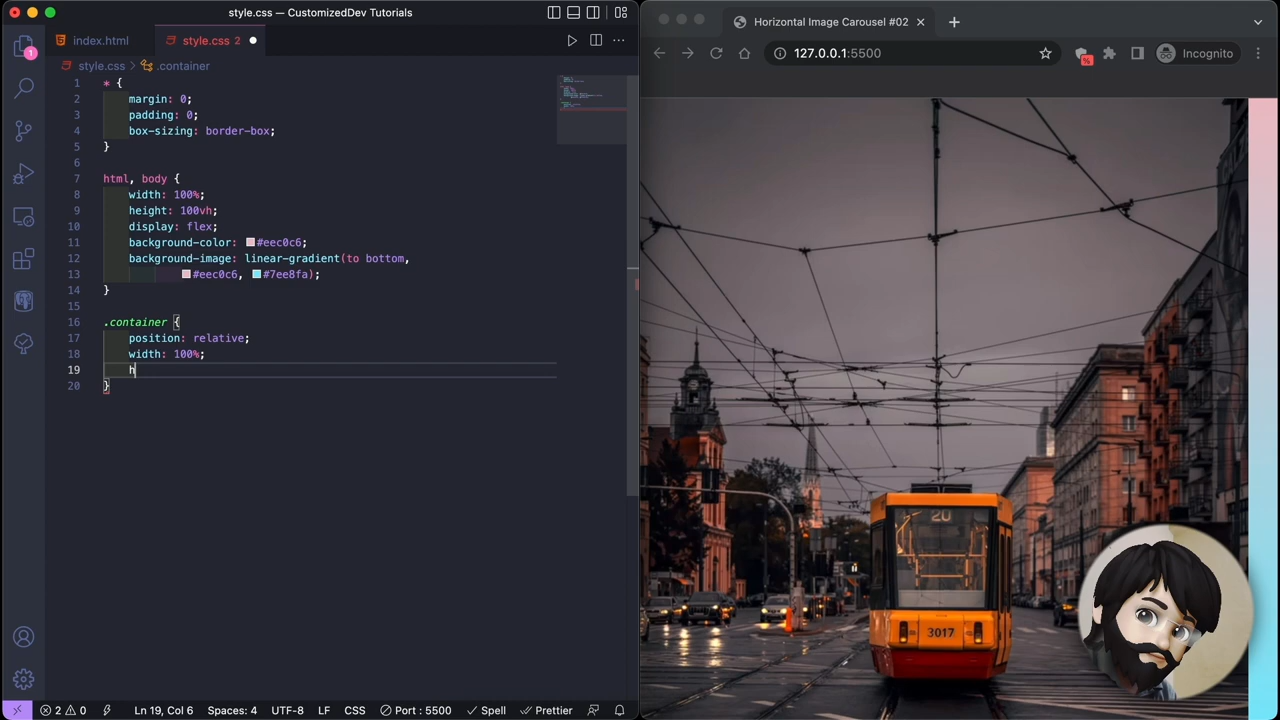 style.css — CustomizedDev Tutorials
index.html
style.css 2
style.css > .container
1 * {
2 margin: 0;
3 padding: 0;
4 box-sizing: border-box;
5 }
6
7 html, body {
8 width: 100%;
9 height: 100vh;
10 display: flex;
11 background-color: #eec0c6;
12 background-image: linear-gradient(to bottom,
13 #eec0c6, #7ee8fa);
14 }
15
16 .container {
17 position: relative;
18 width: 100%;
19 h
20 }
1
2 0 Ln 19, Col 6 Spaces: 4 UTF-8 LF CSS Port : 5500 Spell Prettier
Horizontal Image Carousel #02
127.0.0.1:5500
%
Incognito
20
3017